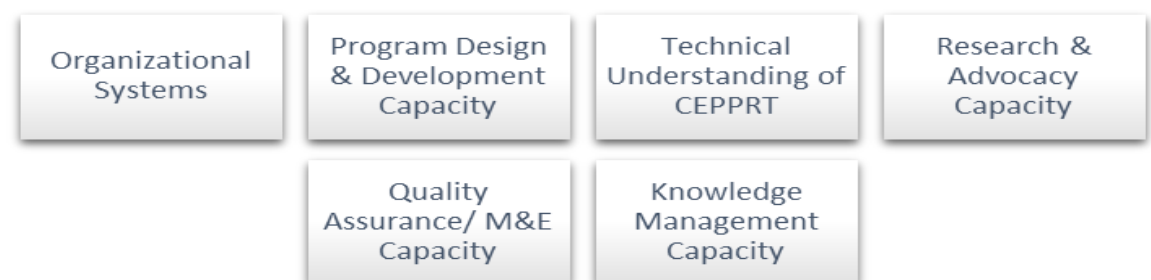 Organizational
Systems
Program Design
& Development
Capacity
Technical
Understanding of
CEPPRT
Research &
Advocacy
Capacity
Quality
Assurance/ M&E
Capacity
Knowledge
Management
Capacity